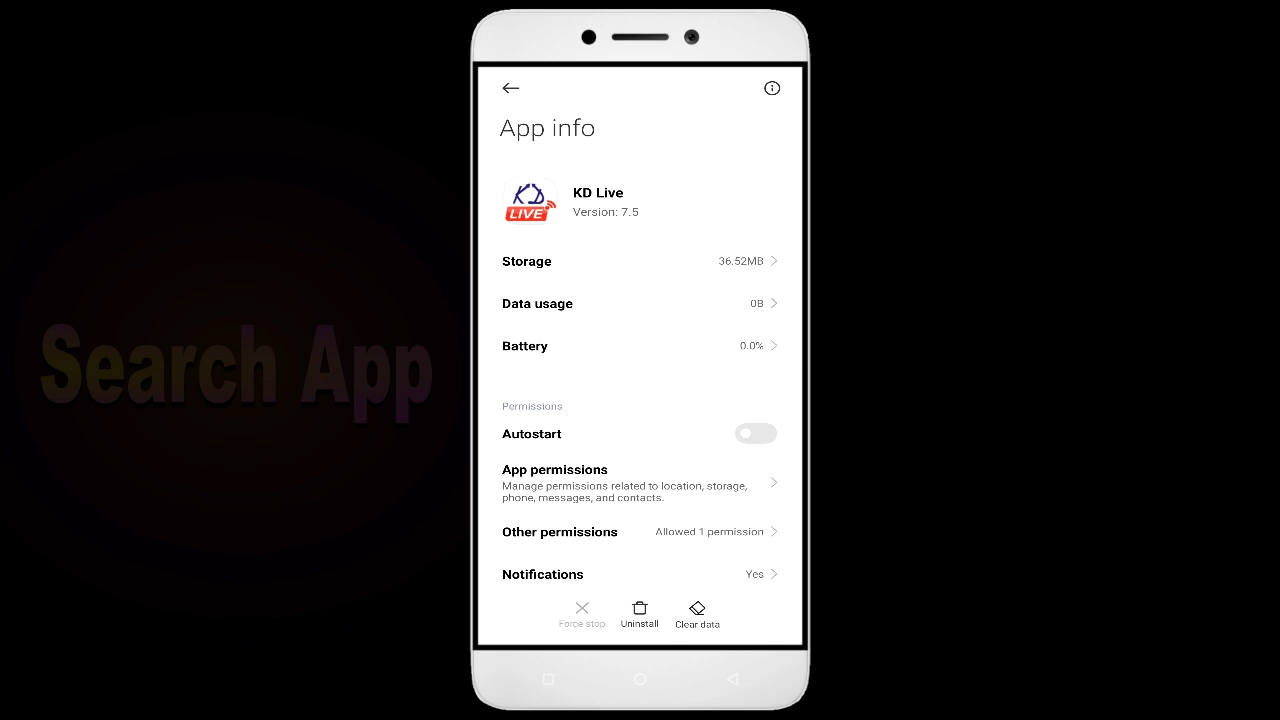 Search App
App info
KD
LIVE
KD Live
Version: 7.5
Storage 36.52MB
Data usage 0B
Battery 0.0%
Permissions
Autostart
App permissions
Manage permissions related to location, storage,
phone, messages, and contacts.
Other permissions Allowed 1 permission
Notifications Yes
Force stop Uninstall Clear data